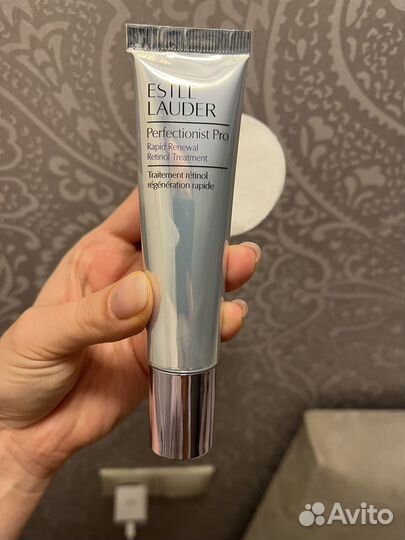 ESTEE
LAUDER
Perfectionist Pro
Rapid Renewal
Retinol Treatment
Traitement rétinol
régénération rapide
Avito